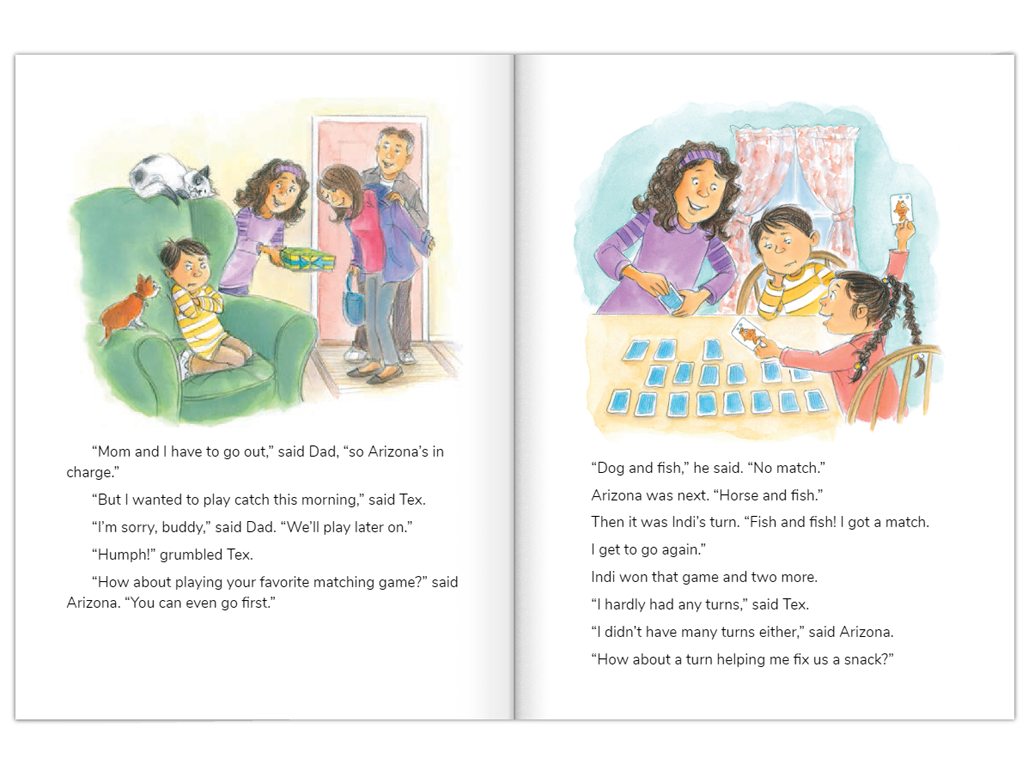 “Mom and I have to go out,” said Dad, “so Arizona’s in
charge.”
“But I wanted to play catch this morning,” said Tex.
“I’m sorry, buddy,” said Dad. “We’ll play later on.”
“Humph!” grumbled Tex.
“How about playing your favorite matching game?” said
Arizona. “You can even go first.”
“Dog and fish,” he said. “No match.”
Arizona was next. “Horse and fish.”
Then it was Indi’s turn. “Fish and fish! I got a match.
I get to go again.”
Indi won that game and two more.
“I hardly had any turns,” said Tex.
“I didn’t have many turns either,” said Arizona.
“How about a turn helping me fix us a snack?”